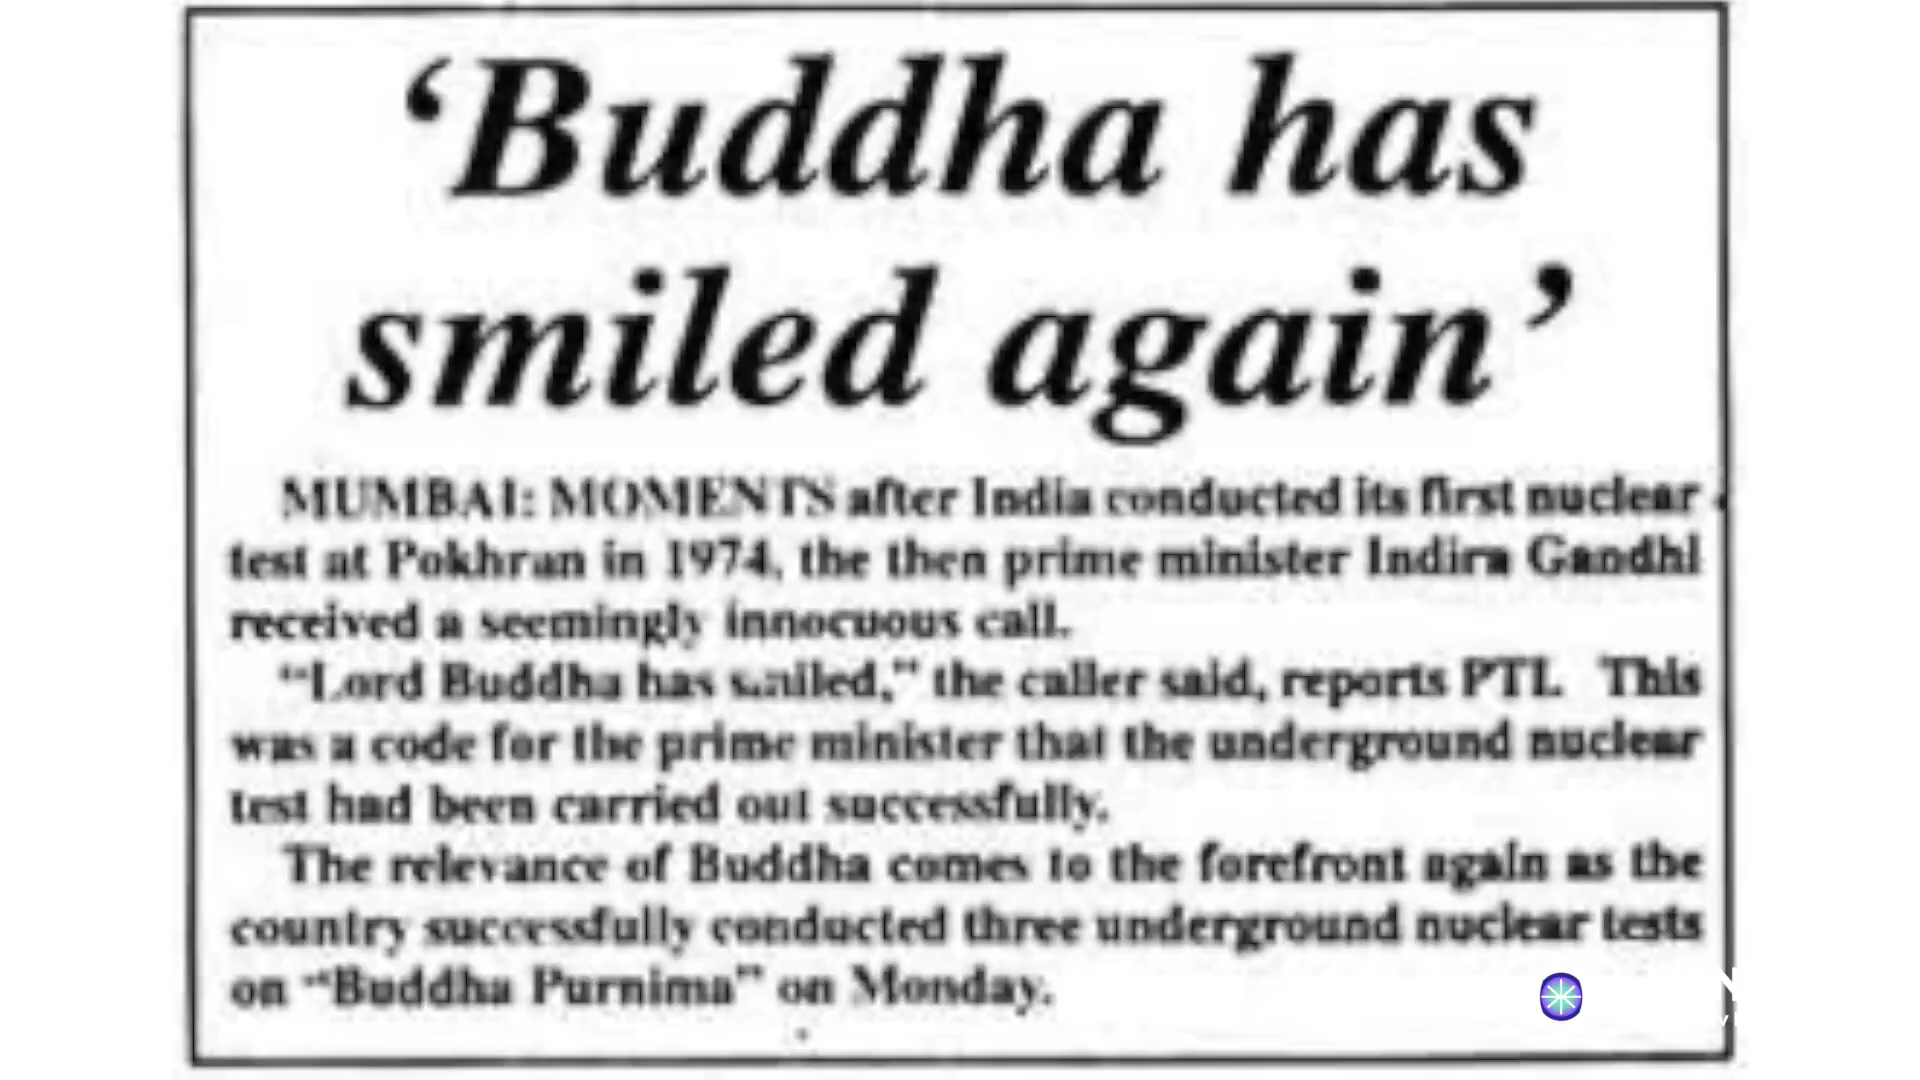 ‘Buddha has
smiled again’
MUMBAI: MOMENTS after India conducted its first nuclear
test at Pokhran in 1974, the then prime minister Indira Gandhi
received a seemingly innocuous call.
“Lord Buddha has smiled,” the caller said, reports PTI. This
was a code for the prime minister that the underground nuclear
test had been carried out successfully.
The relevance of Buddha comes to the forefront again as the
country successfully conducted three underground nuclear tests
on “Buddha Purnima” on Monday.